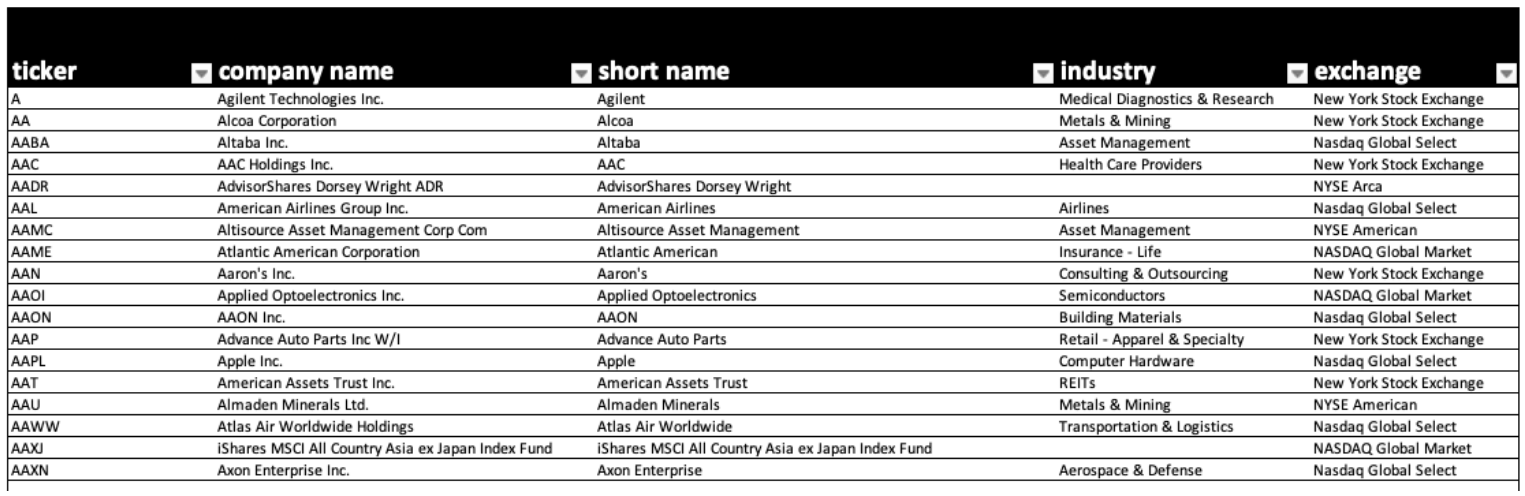 ticker company name short name industry exchange
A Agilent Technologies Inc. Agilent Medical Diagnostics & Research New York Stock Exchange
AA Alcoa Corporation Alcoa Metals & Mining New York Stock Exchange
AABA Altaba Inc. Altaba Asset Management Nasdaq Global Select
AAC AAC Holdings Inc. AAC Health Care Providers New York Stock Exchange
AADR AdvisorShares Dorsey Wright ADR AdvisorShares Dorsey Wright NYSE Arca
AAL American Airlines Group Inc. American Airlines Airlines Nasdaq Global Select
AAMC Altisource Asset Management Corp Com Altisource Asset Management Asset Management NYSE American
AAME Atlantic American Corporation Atlantic American Insurance - Life NASDAQ Global Market
AAN Aaron's Inc. Aaron's Consulting & Outsourcing New York Stock Exchange
AAOI Applied Optoelectronics Inc. Applied Optoelectronics Semiconductors NASDAQ Global Market
AAON AAON Inc. AAON Building Materials Nasdaq Global Select
AAP Advance Auto Parts Inc W/I Advance Auto Parts Retail - Apparel & Specialty New York Stock Exchange
AAPL Apple Inc. Apple Computer Hardware Nasdaq Global Select
AAT American Assets Trust Inc. American Assets Trust REITs New York Stock Exchange
AAU Almaden Minerals Ltd. Almaden Minerals Metals & Mining NYSE American
AAWW Atlas Air Worldwide Holdings Atlas Air Worldwide Transportation & Logistics Nasdaq Global Select
AAXJ iShares MSCI All Country Asia ex Japan Index Fund iShares MSCI All Country Asia ex Japan Index Fund NASDAQ Global Market
AAXN Axon Enterprise Inc. Axon Enterprise Aerospace & Defense Nasdaq Global Select